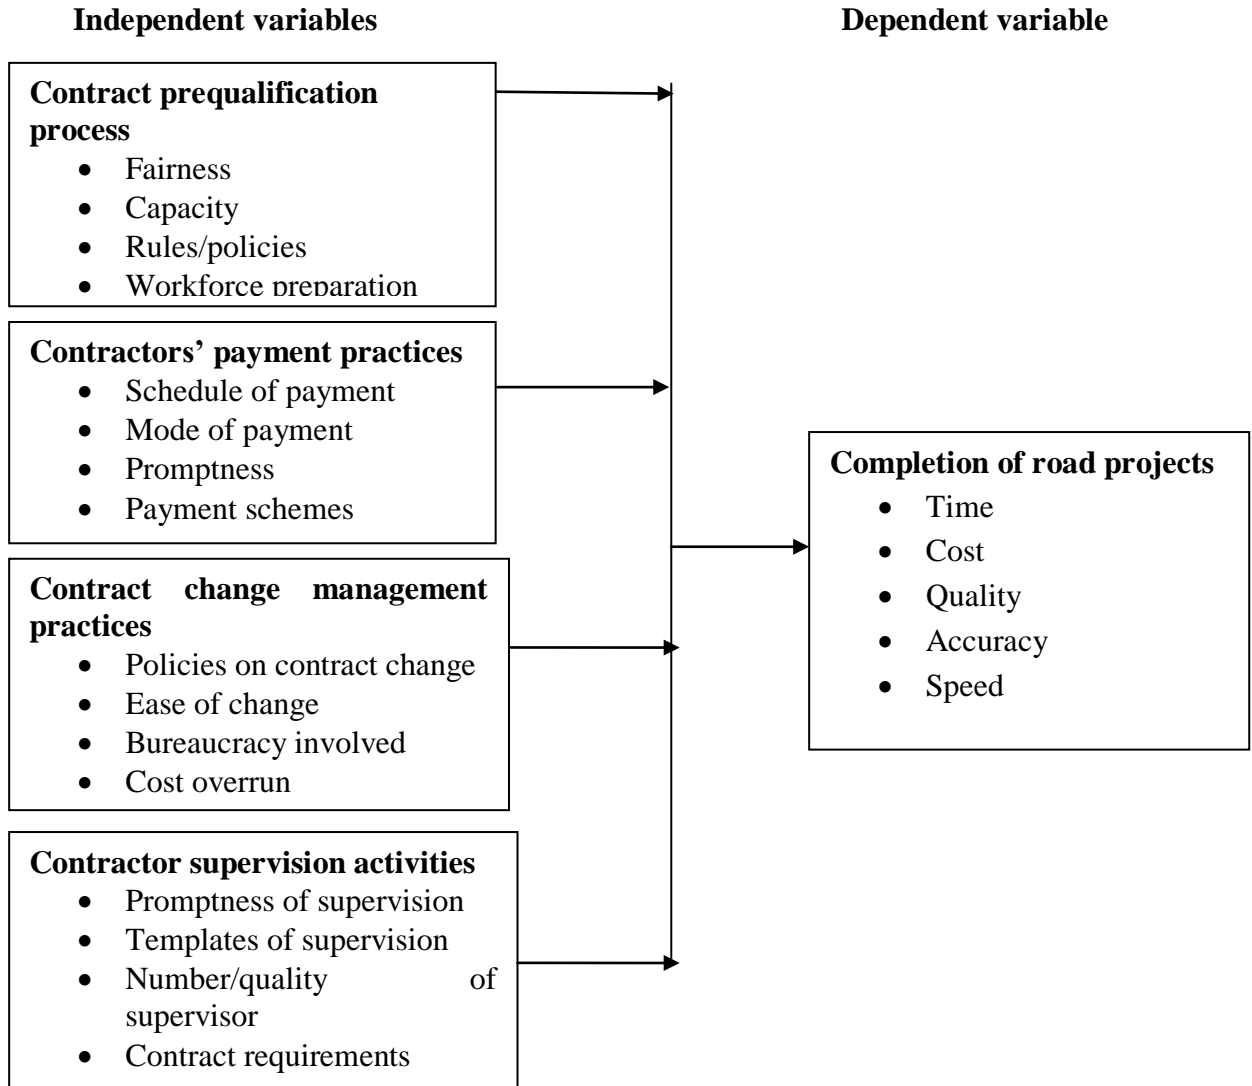 Independent variables
Dependent variable
Contract prequalification
process
• Fairness
• Capacity
• Rules/policies
• Workforce preparation
Contractors’ payment practices
• Schedule of payment
• Mode of payment
• Promptness
• Payment schemes
Contract change management
practices
• Policies on contract change
• Ease of change
• Bureaucracy involved
• Cost overrun
Contractor supervision activities
• Promptness of supervision
• Templates of supervision
• Number/quality of
supervisor
• Contract requirements
Completion of road projects
• Time
• Cost
• Quality
• Accuracy
• Speed